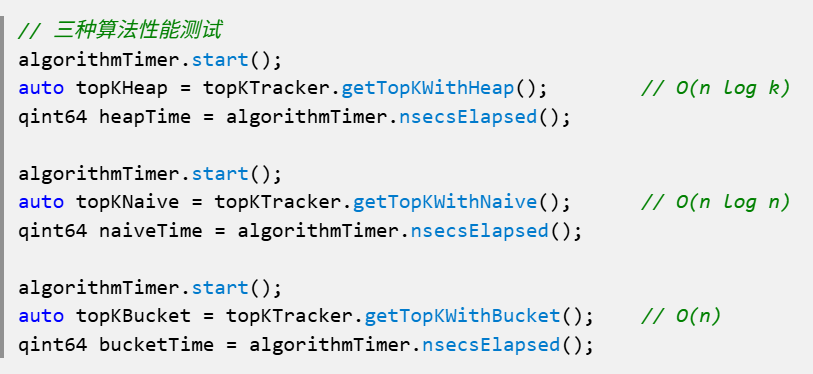 // 三种算法性能测试
algorithmTimer.start();
auto topKHeap = topKTracker.getTopKWithHeap();        // O(n log k)
qint64 heapTime = algorithmTimer.nsecsElapsed();

algorithmTimer.start();
auto topKNaive = topKTracker.getTopKWithNaive();      // O(n log n)
qint64 naiveTime = algorithmTimer.nsecsElapsed();

algorithmTimer.start();
auto topKBucket = topKTracker.getTopKWithBucket();    // O(n)
qint64 bucketTime = algorithmTimer.nsecsElapsed();